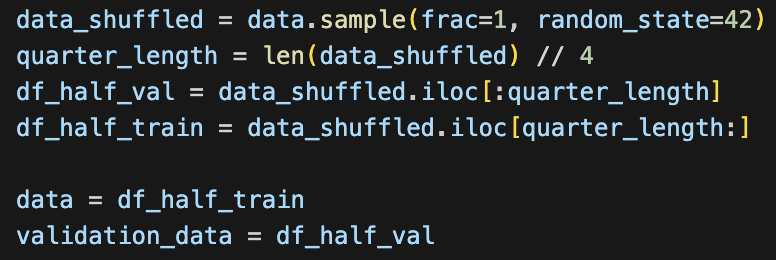 data_shuffled = data.sample(frac=1, random_state=42)
quarter_length = len(data_shuffled) // 4
df_half_val = data_shuffled.iloc[:quarter_length]
df_half_train = data_shuffled.iloc[quarter_length:]

data = df_half_train
validation_data = df_half_val